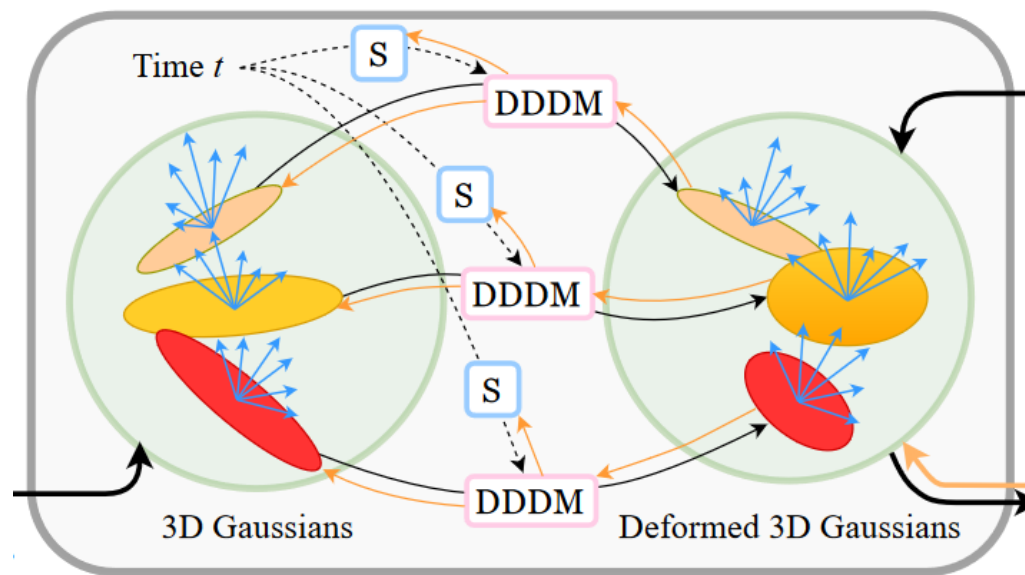 S
Time t
DDDM
S
DDDM
S
DDDM
3D Gaussians
Deformed 3D Gaussians